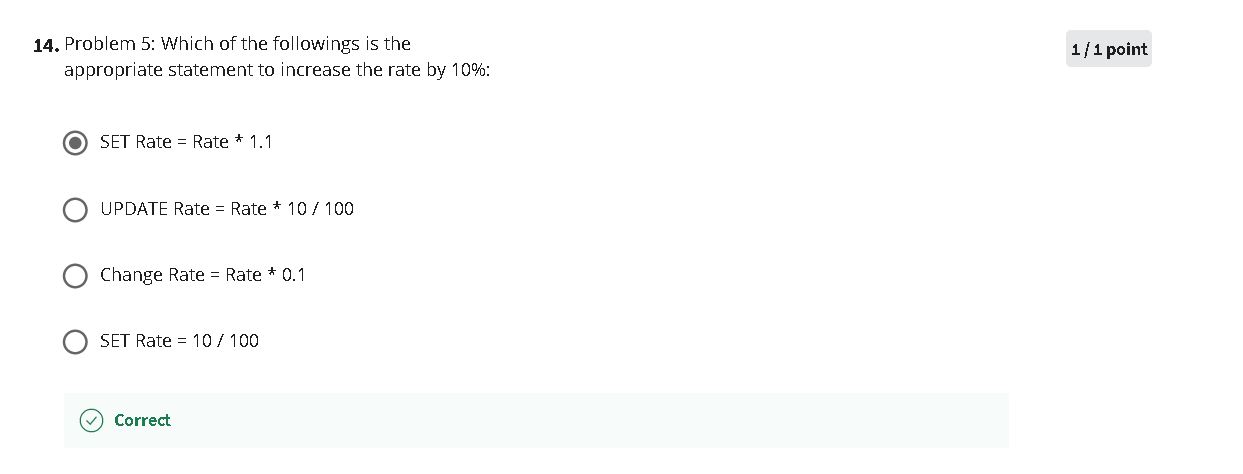 14. Problem 5: Which of the followings is the
appropriate statement to increase the rate by 10%:
1 / 1 point
SET Rate = Rate * 1.1
UPDATE Rate = Rate * 10 / 100
Change Rate = Rate * 0.1
SET Rate = 10 / 100
Correct